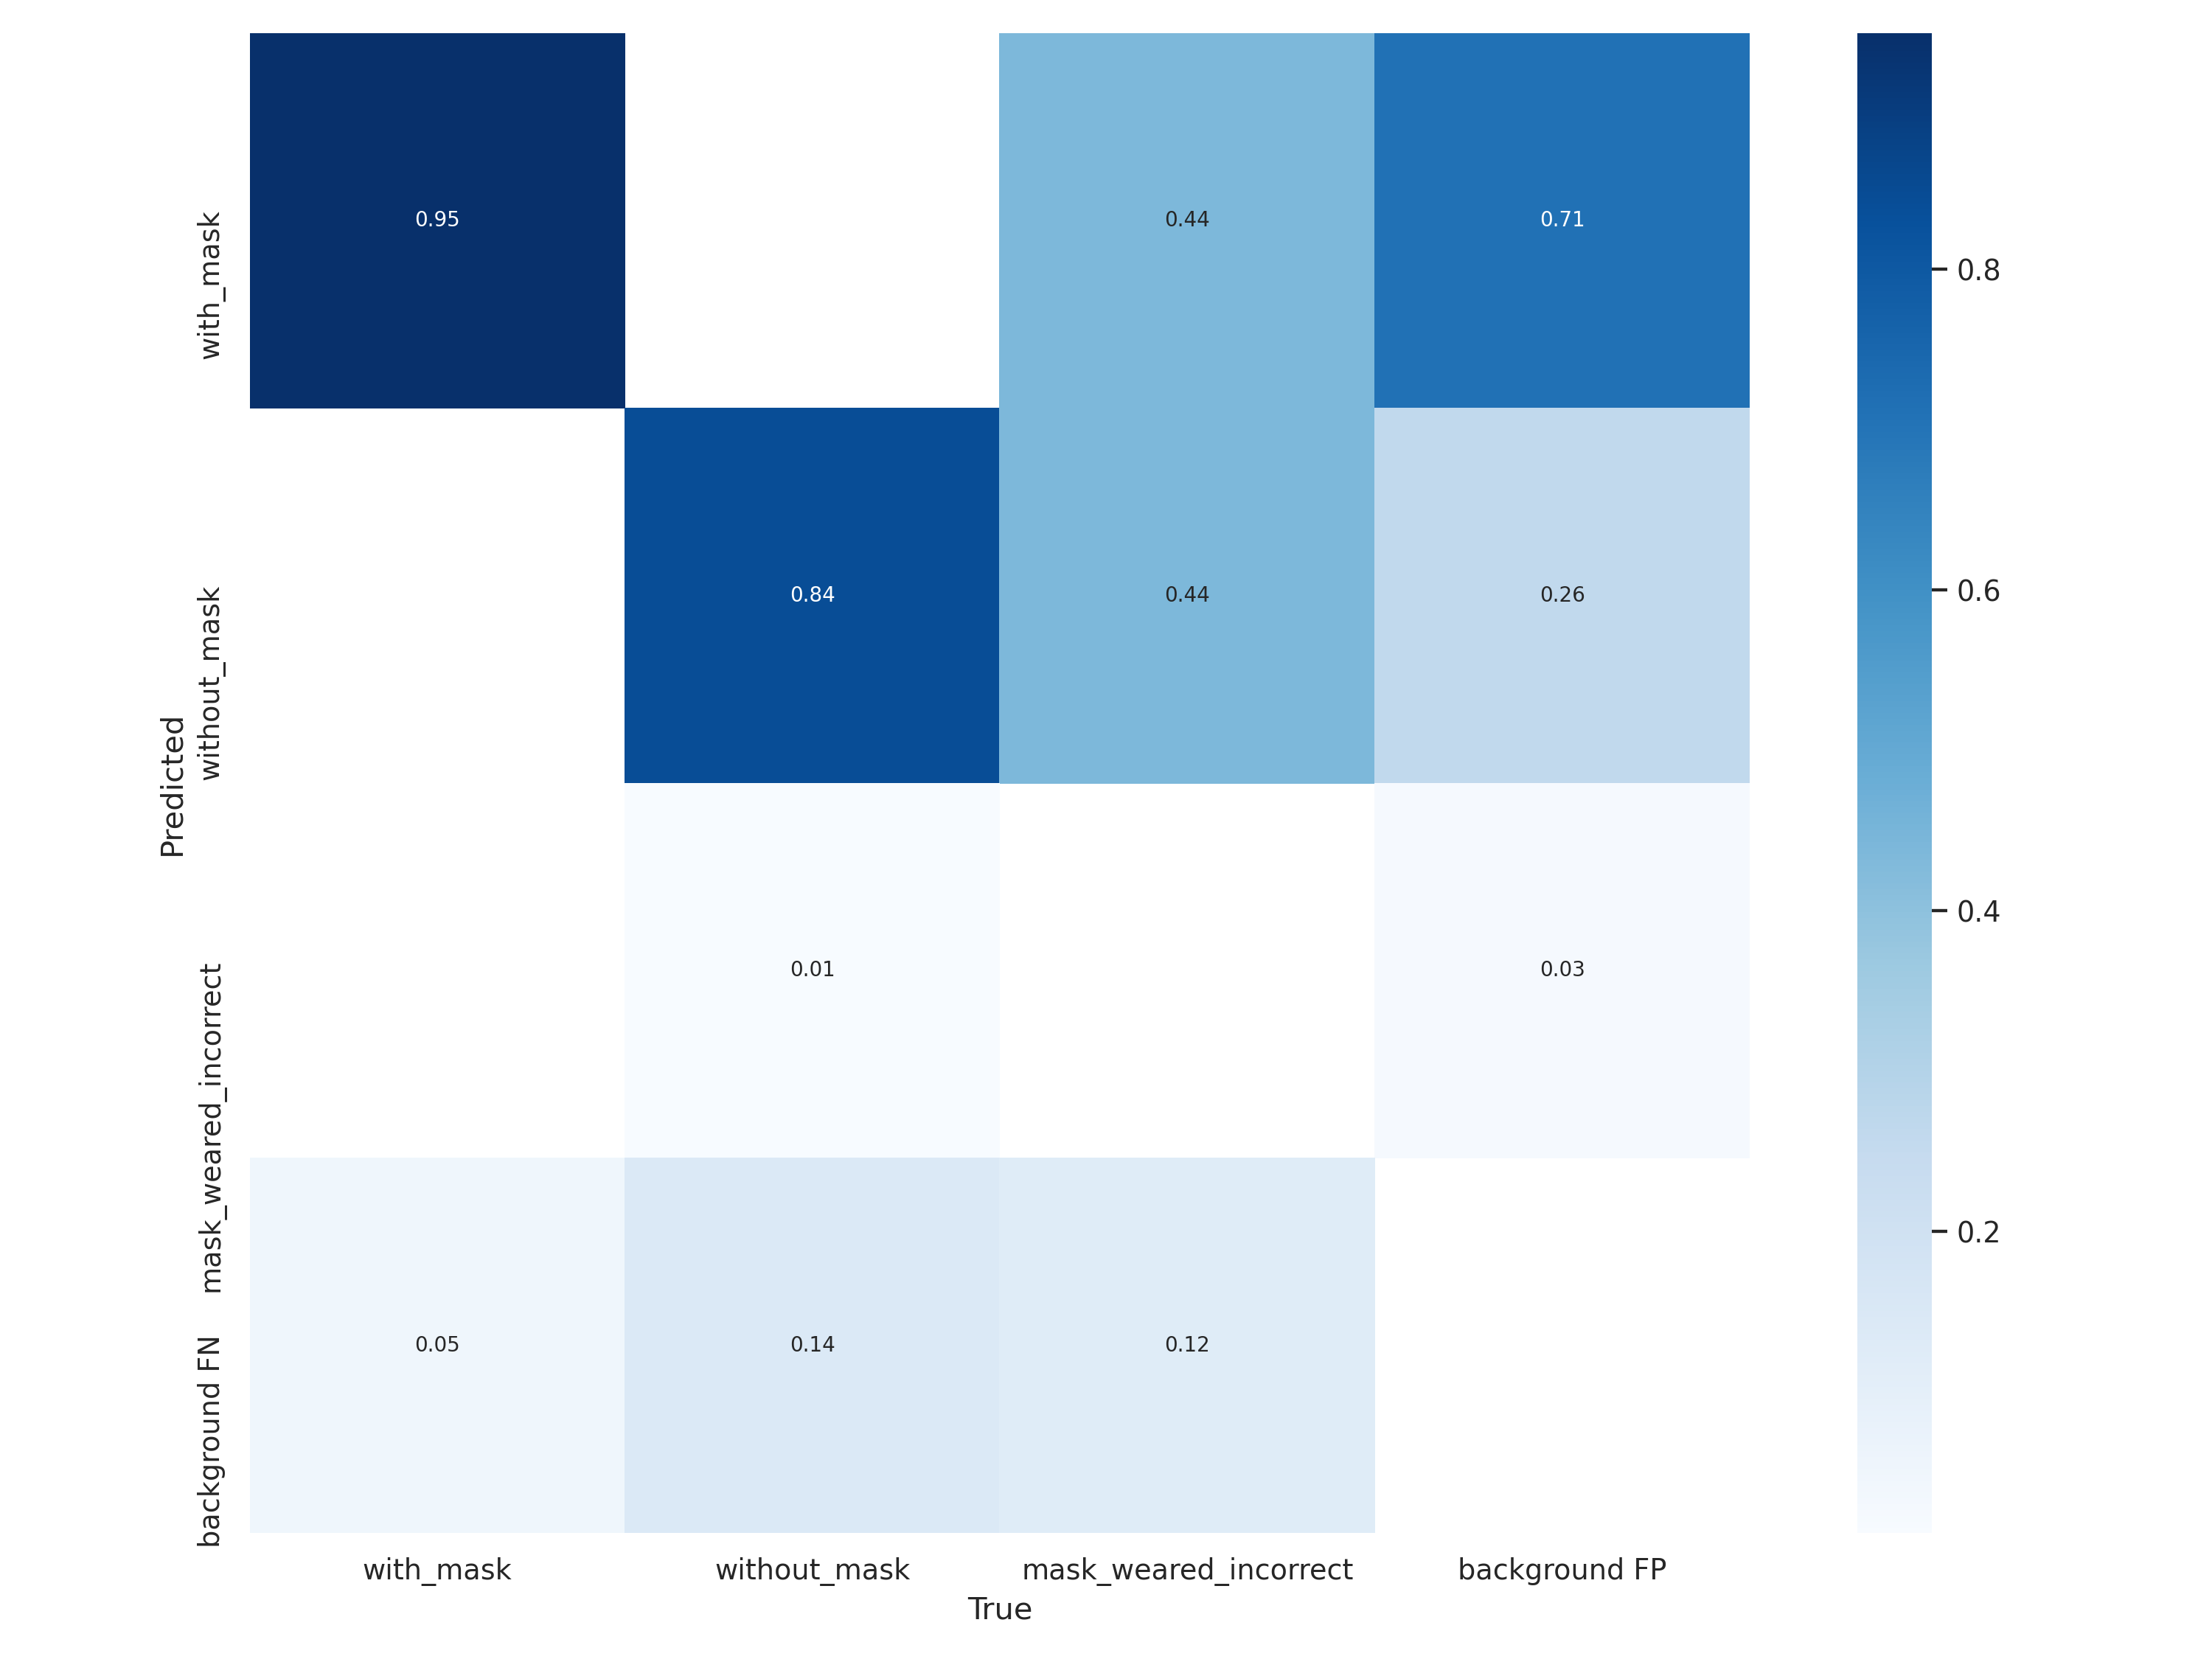 0.95 0.44 0.71
0.84 0.44 0.26
0.01 0.03
0.05 0.14 0.12
with_mask
without_mask
mask_weared_incorrect
background FN
Predicted
with_mask without_mask mask_weared_incorrect background FP
True
0.8
0.6
0.4
0.2